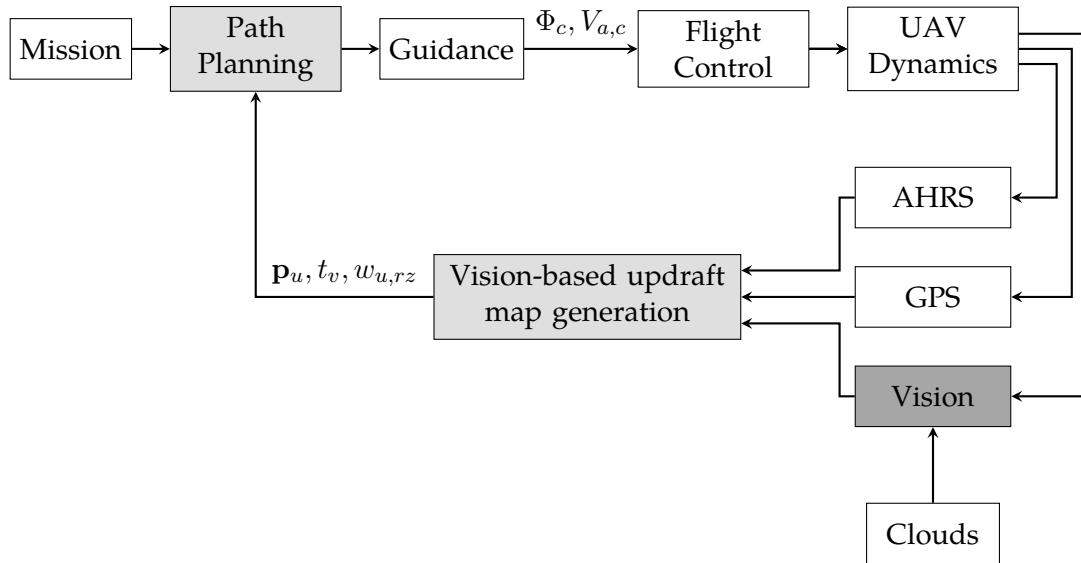 Mission
Path
Planning
Guidance
Φ_c, V_{a,c}
Flight
Control
UAV
Dynamics
AHRS
p_u, t_v, w_{u,rz}
Vision-based updraft
map generation
GPS
Vision
Clouds